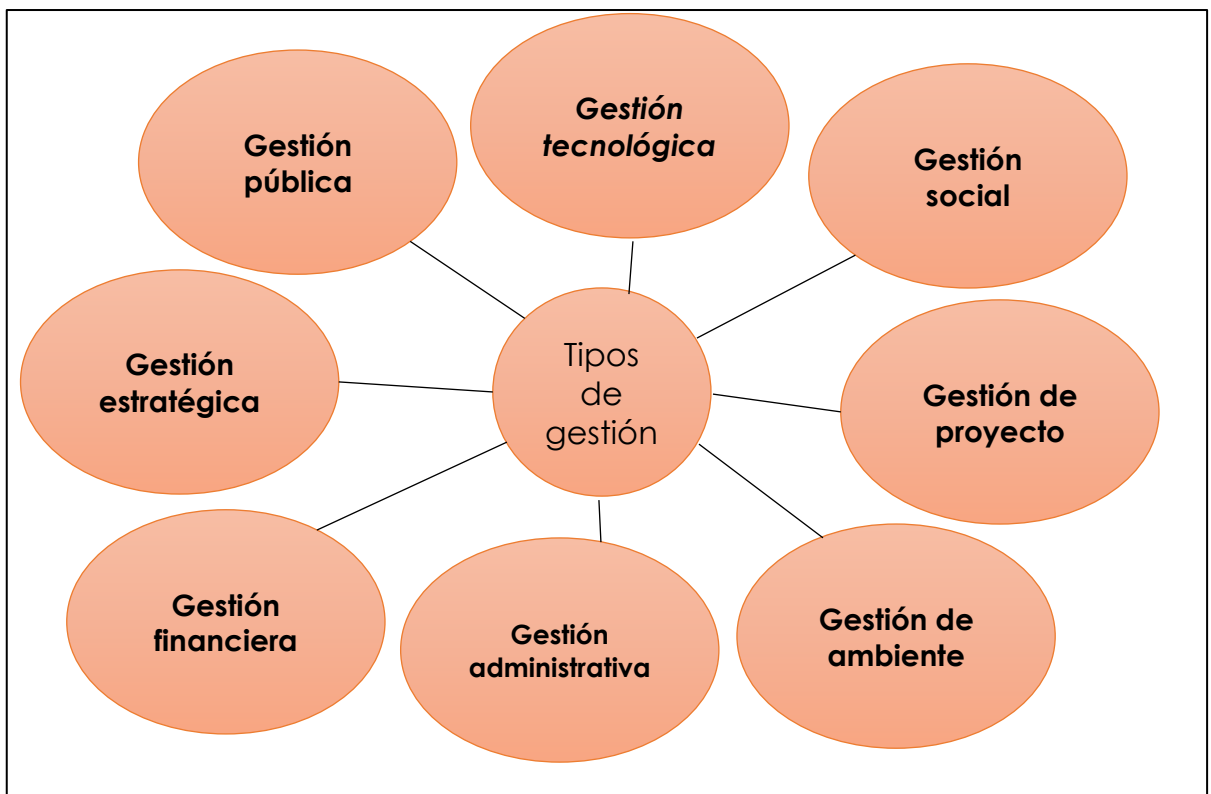 Gestión
tecnológica
Gestión
pública
Gestión
social
Tipos
de
gestión
Gestión
estratégica
Gestión de
proyecto
Gestión
financiera
Gestión
administrativa
Gestión de
ambiente